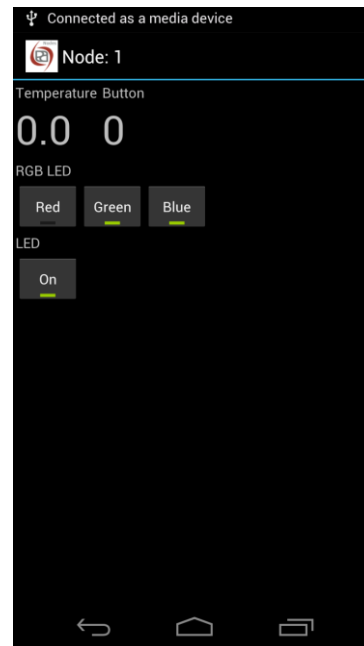 Connected as a media device
Node: 1
Temperature Button
0.0 0
RGB LED
Red Green Blue
LED
On